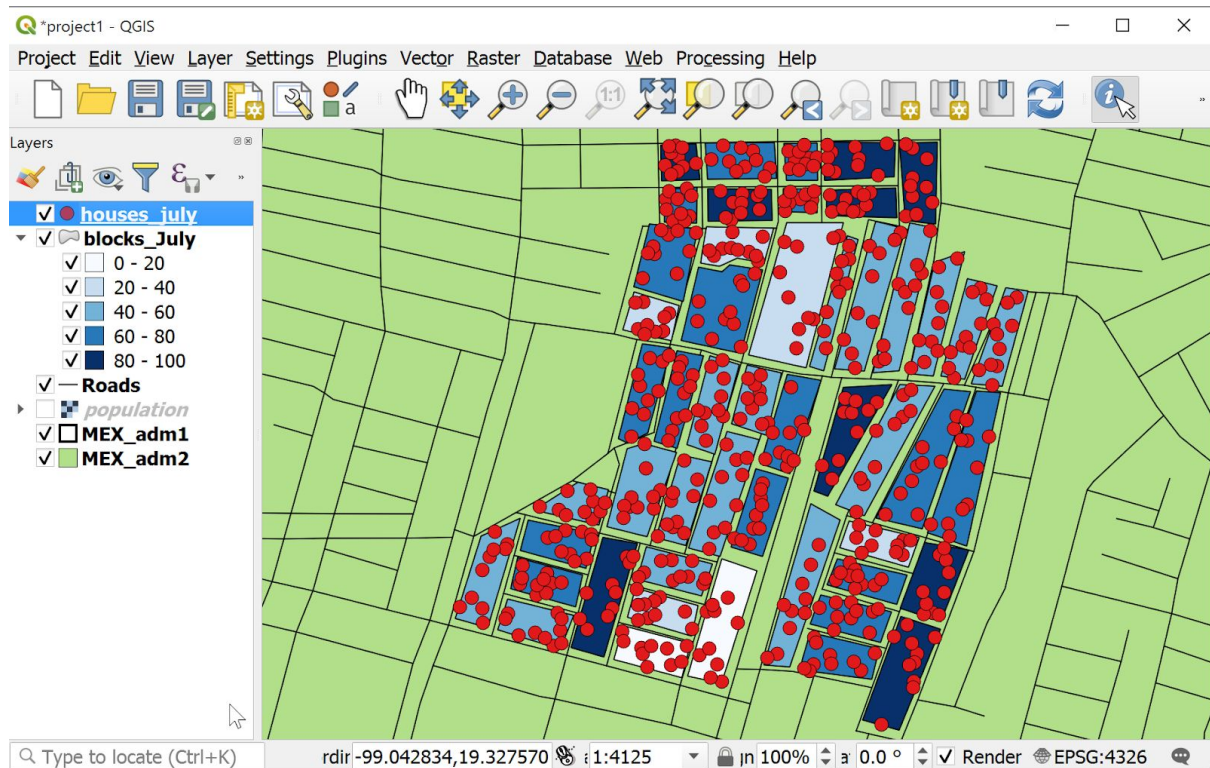 *project1 - QGIS
Project Edit View Layer Settings Plugins Vector Raster Database Web Processing Help
a 1:1 »
Layers
ε »
houses_july
blocks_July
0 - 20
20 - 40
40 - 60
60 - 80
80 - 100
Roads
population
MEX_adm1
MEX_adm2
Type to locate (Ctrl+K) rdir -99.042834,19.327570 1:4125 100% 0.0 ° Render EPSG:4326